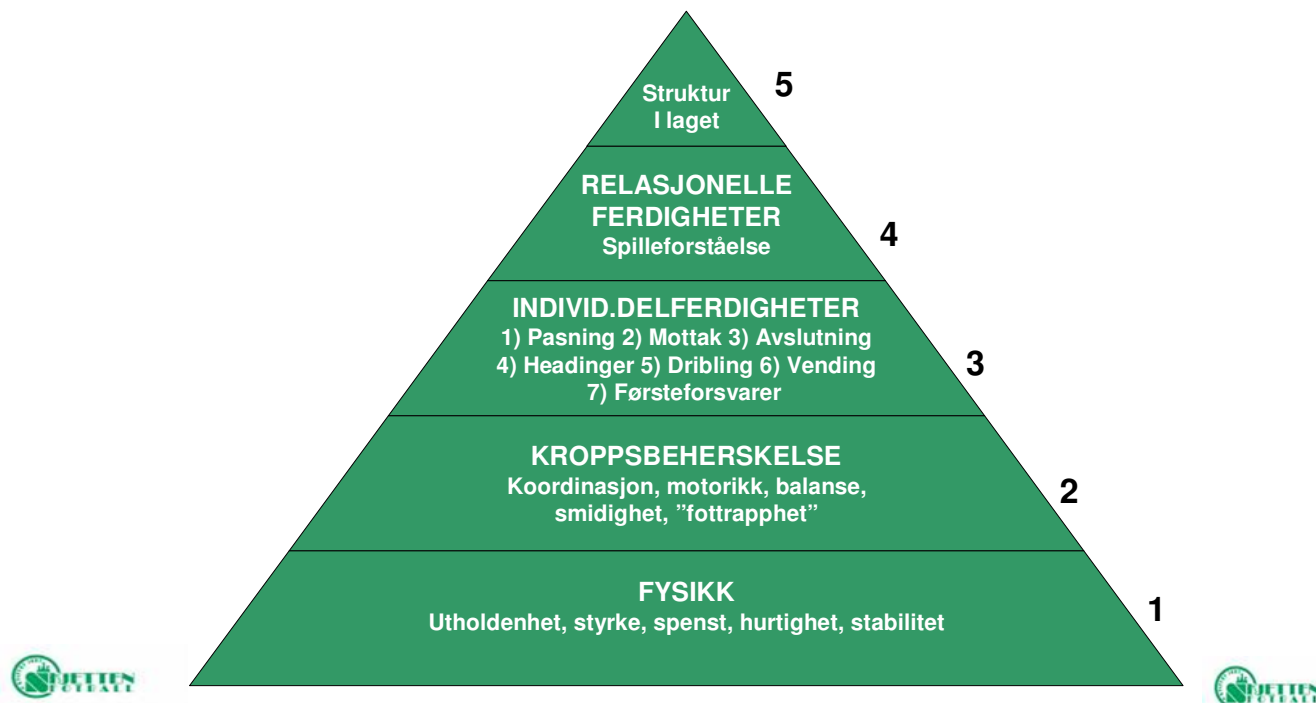 Struktur
I laget
5
RELASJONELLE
FERDIGHETER
Spilleforståelse
4
INDIVID.DELFERDIGHETER
1) Pasning 2) Mottak 3) Avslutning
4) Headinger 5) Dribling 6) Vending
7) Førsteforsvarer
3
KROPPSBEHERSKELSE
Koordinasjon, motorikk, balanse,
smidighet, ”fottrapphet”
2
FYSIKK
Utholdenhet, styrke, spenst, hurtighet, stabilitet
1
FOTBALL